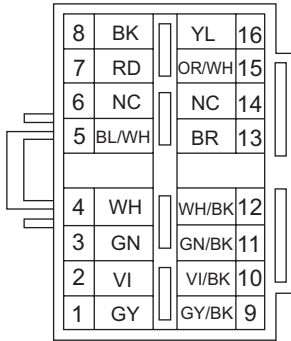 8 BK YL 16
7 RD OR/WH 15
6 NC NC 14
5 BL/WH BR 13
4 WH WH/BK 12
3 GN GN/BK 11
2 VI VI/BK 10
1 GY GY/BK 9